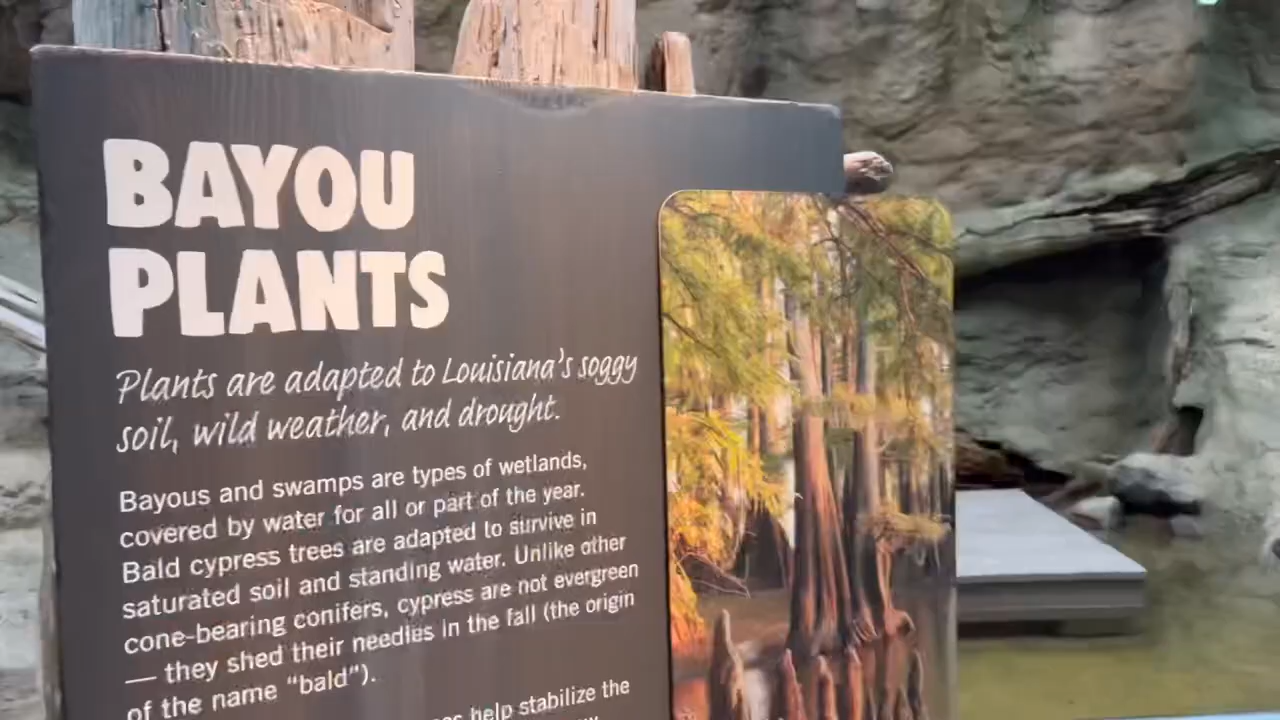 BAYOU
PLANTS
Plants are adapted to Louisiana's soggy
soil, wild weather, and drought.
Bayous and swamps are types of wetlands,
covered by water for all or part of the year.
Bald cypress trees are adapted to survive in
saturated soil and standing water. Unlike other
cone-bearing conifers, cypress are not evergreen
— they shed their needles in the fall (the origin
of the name “bald”).
help stabilize the